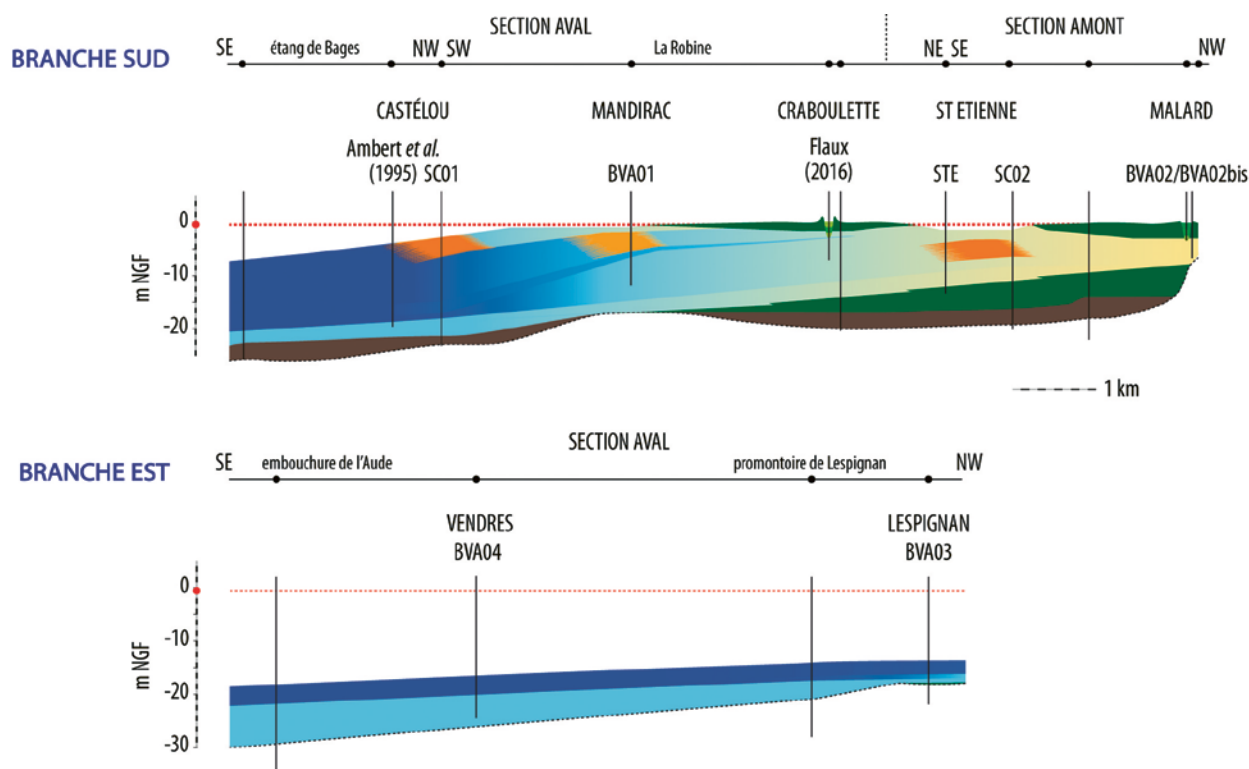 SECTION AVAL
SECTION AMONT
BRANCHE SUD
SE
étang de Bages
NW
SW
La Robine
NE
SE
NW
CASTÉLOU
MANDIRAC
CRABOULETTE
ST ETIENNE
MALARD
Ambert et al.
(1995)
SC01
BVA01
Flaux
(2016)
STE
SC02
BVA02/BVA02bis
0
-10
-20
m NGF
1 km
BRANCHE EST
SECTION AVAL
SE
embouchure de l'Aude
promontoire de Lespignan
NW
VENDRES
BVA04
LESPIGNAN
BVA03
0
-10
-20
-30
m NGF